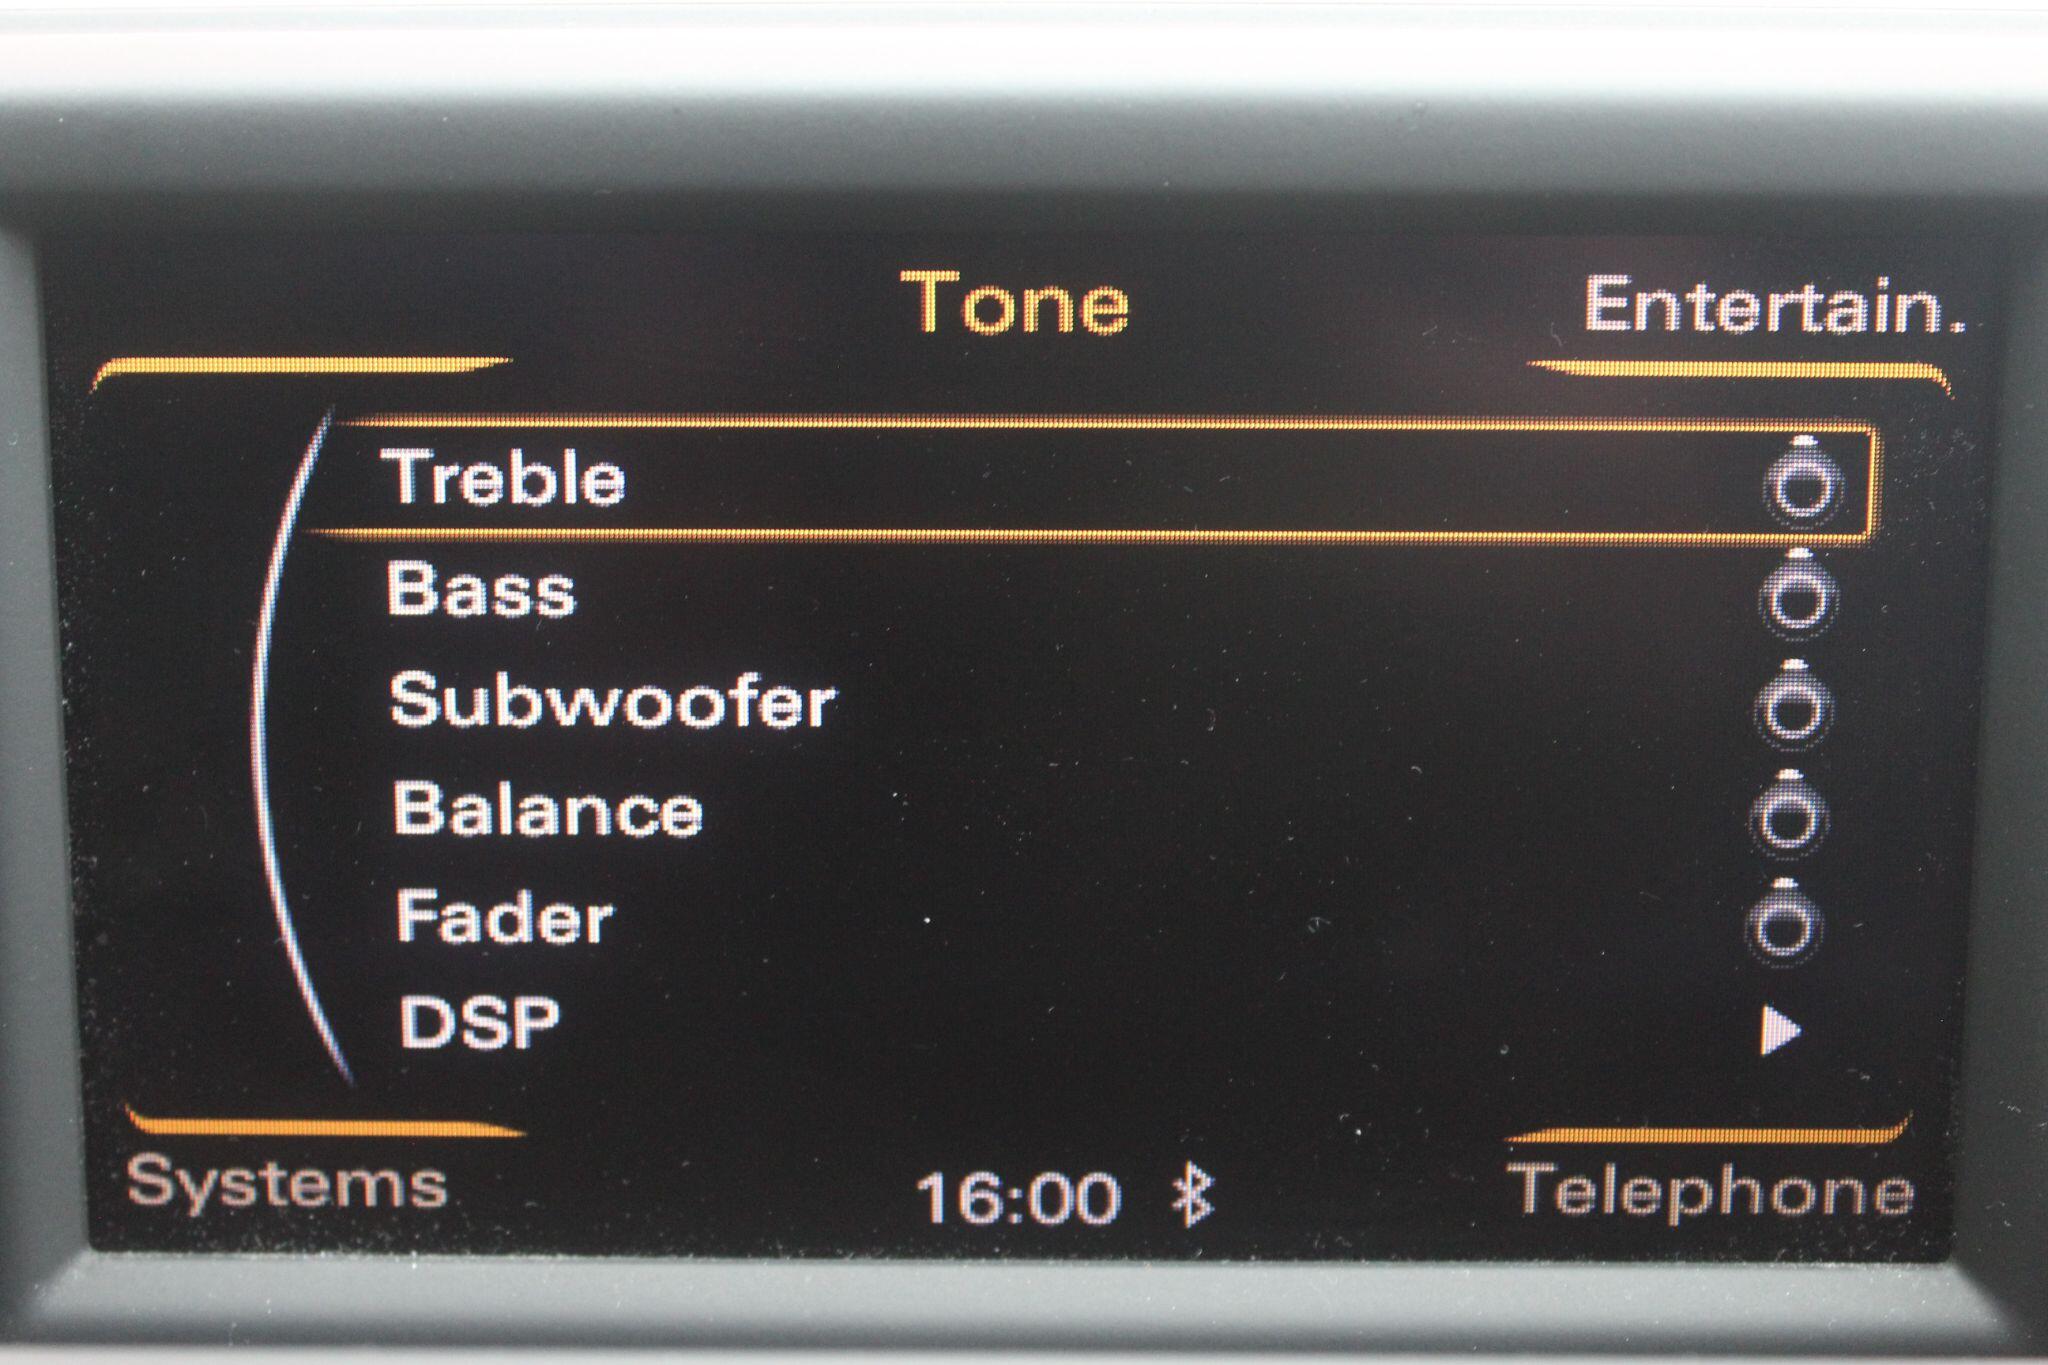 Tone
Entertain.
Treble
Bass
Subwoofer
Balance
Fader
DSP
Systems
16:00
Telephone